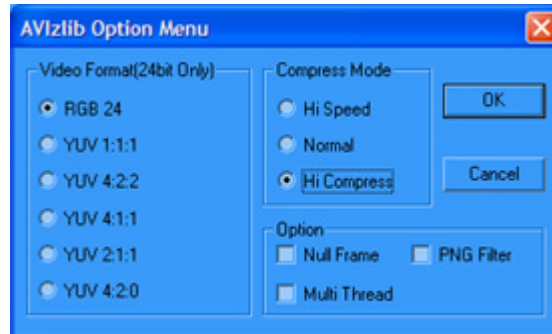 AVIzlib Option Menu
Video Format(24bit Only)
RGB 24
YUV 1:1:1
YUV 4:2:2
YUV 4:1:1
YUV 2:1:1
YUV 4:2:0
Compress Mode
Hi Speed
Normal
Hi Compress
OK
Cancel
Option
Null Frame
PNG Filter
Multi Thread